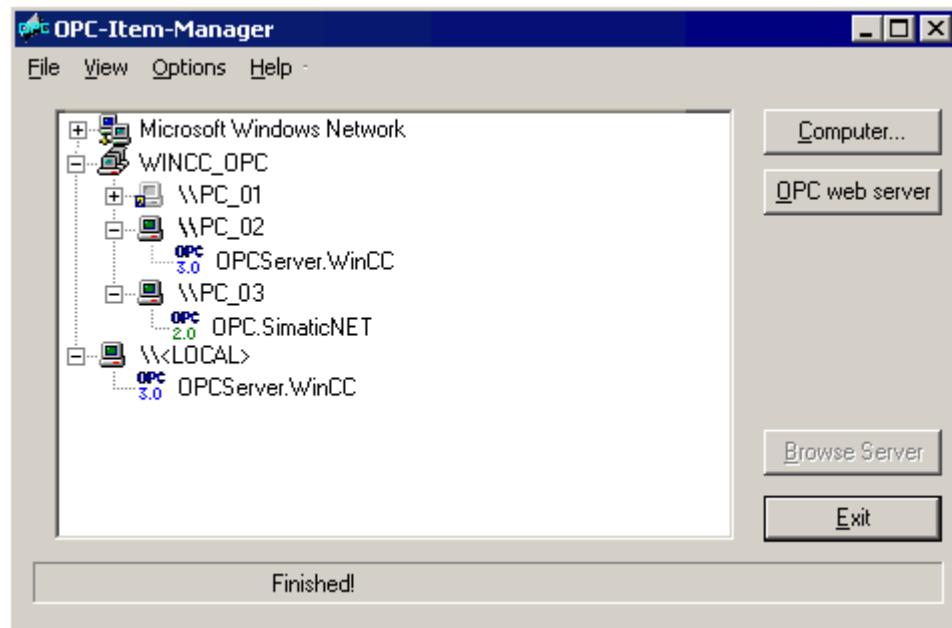 OPC OPC-Item-Manager
File View Options Help
Microsoft Windows Network
Computer...
WINCC_OPC
\\PC_01
OPC web server
\\PC_02
OPC 3.0 OPCServer.WinCC
\\PC_03
OPC 2.0 OPC.SimaticNET
\\<LOCAL>
OPC 3.0 OPCServer.WinCC
Browse Server
Exit
Finished!